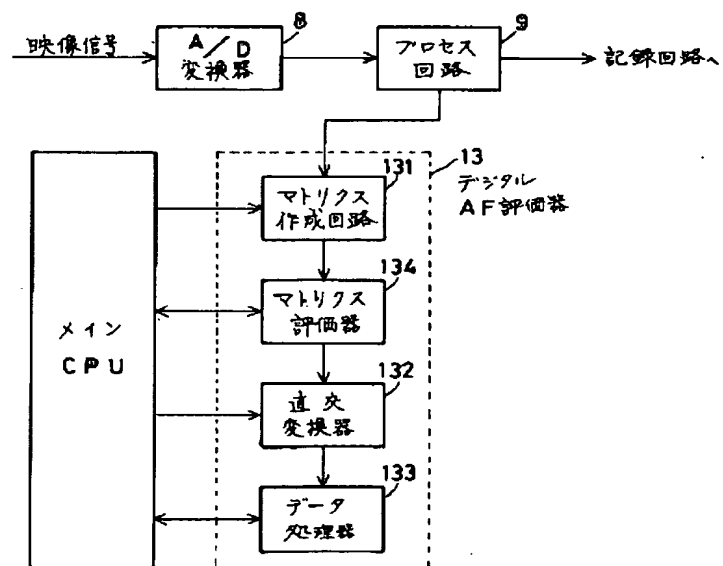 映像信号
8
A/D
変換器
9
プロセス
回路
記録回路へ
13
デジタル
AF評価器
131
マトリクス
作成回路
134
マトリクス
評価器
メイン
CPU
132
直交
変換器
133
データ
処理器